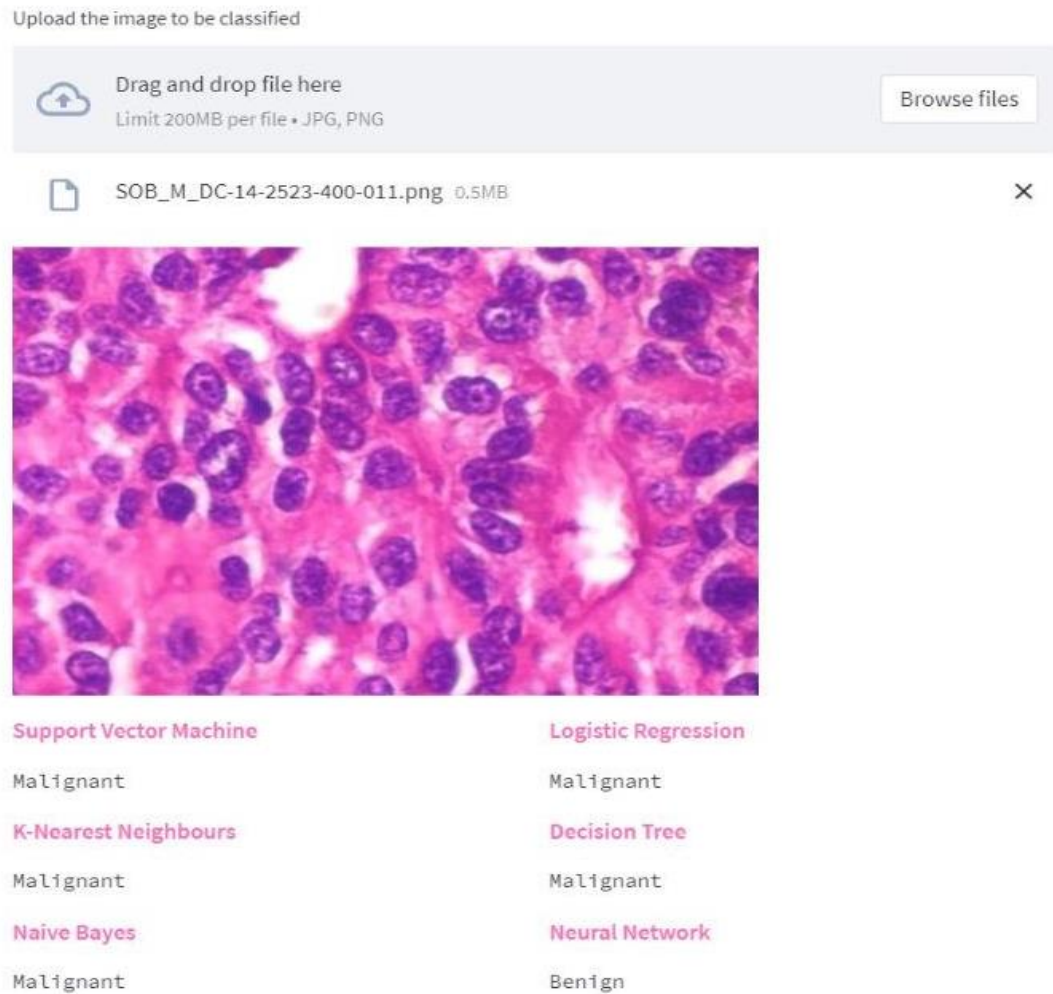 Upload the image to be classified
Drag and drop file here
Limit 200MB per file • JPG, PNG
Browse files
SOB_M_DC-14-2523-400-011.png 0.5MB
Support Vector Machine
Logistic Regression
Malignant
Malignant
K-Nearest Neighbours
Decision Tree
Malignant
Malignant
Naive Bayes
Neural Network
Malignant
Benign